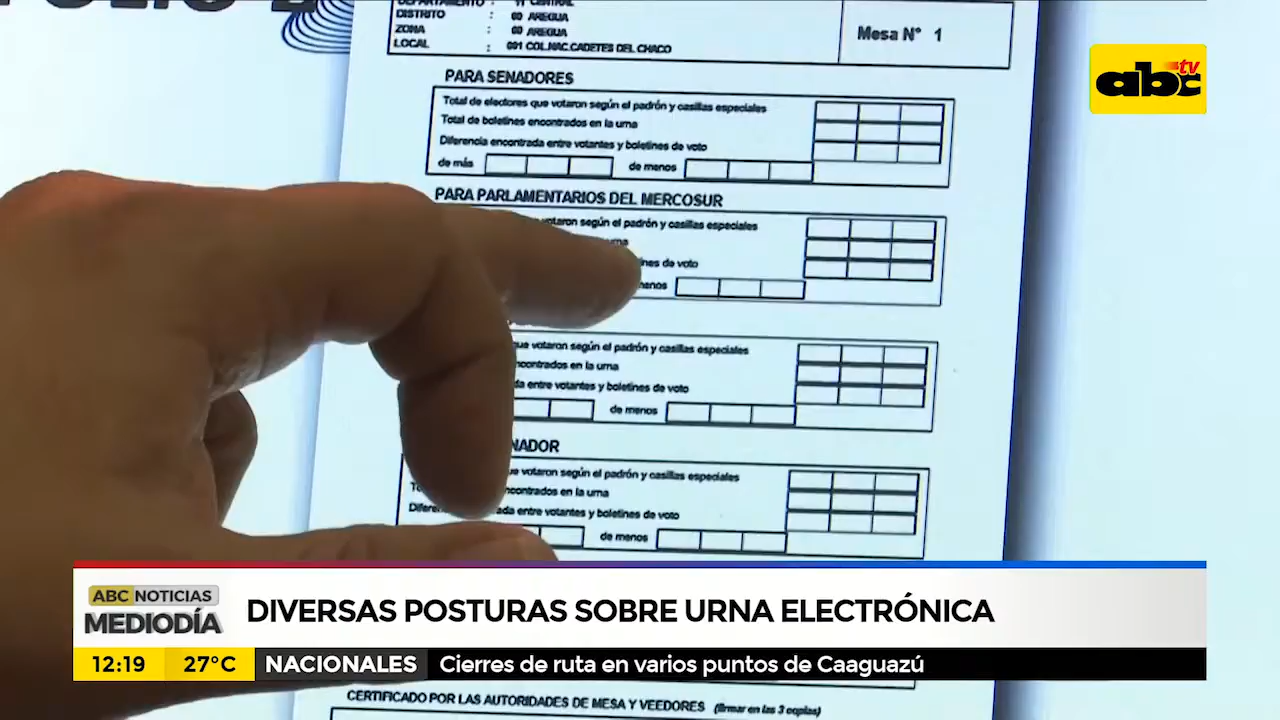 DISTRITO : 00 AREGUA
ZONA : 00 AREGUA
LOCAL : 001 COL.NAC.CADETES DEL CHACO
Mesa N° 1
abc tv
PARA SENADORES
Total de electores que votaron según el padrón y casillas especiales
Total de boletines encontrados en la urna
Diferencia encontrada entre votantes y boletines de voto
de más de menos
PARA PARLAMENTARIOS DEL MERCOSUR
votaron según el padrón y casillas especiales
urna
boletines de voto
menos
que votaron según el padrón y casillas especiales
encontrados en la urna
entre votantes y boletines de voto
de menos
que votaron según el padrón y casillas especiales
encontrados en la urna
entre votantes y boletines de voto
de menos
ABC NOTICIAS
MEDIODÍA
DIVERSAS POSTURAS SOBRE URNA ELECTRÓNICA
12:19 27°C NACIONALES Cierres de ruta en varios puntos de Caaguazú
CERTIFICADO POR LAS AUTORIDADES DE MESA Y VEEDORES (firmar en las 3 copias)